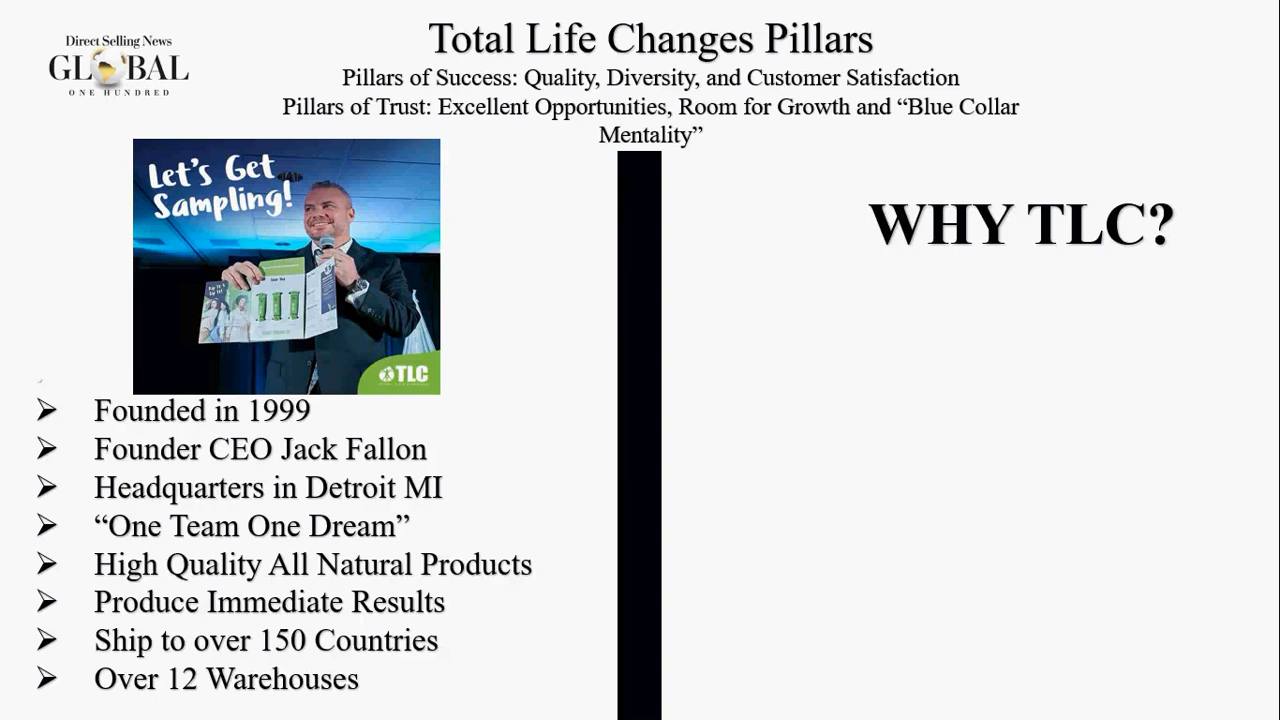 Direct Selling News
GLOBAL
ONE HUNDRED
Total Life Changes Pillars
Pillars of Success: Quality, Diversity, and Customer Satisfaction
Pillars of Trust: Excellent Opportunities, Room for Growth and “Blue Collar
Mentality”
Let's Get
Sampling!
TLC
WHY TLC?
Founded in 1999
Founder CEO Jack Fallon
Headquarters in Detroit MI
“One Team One Dream”
High Quality All Natural Products
Produce Immediate Results
Ship to over 150 Countries
Over 12 Warehouses